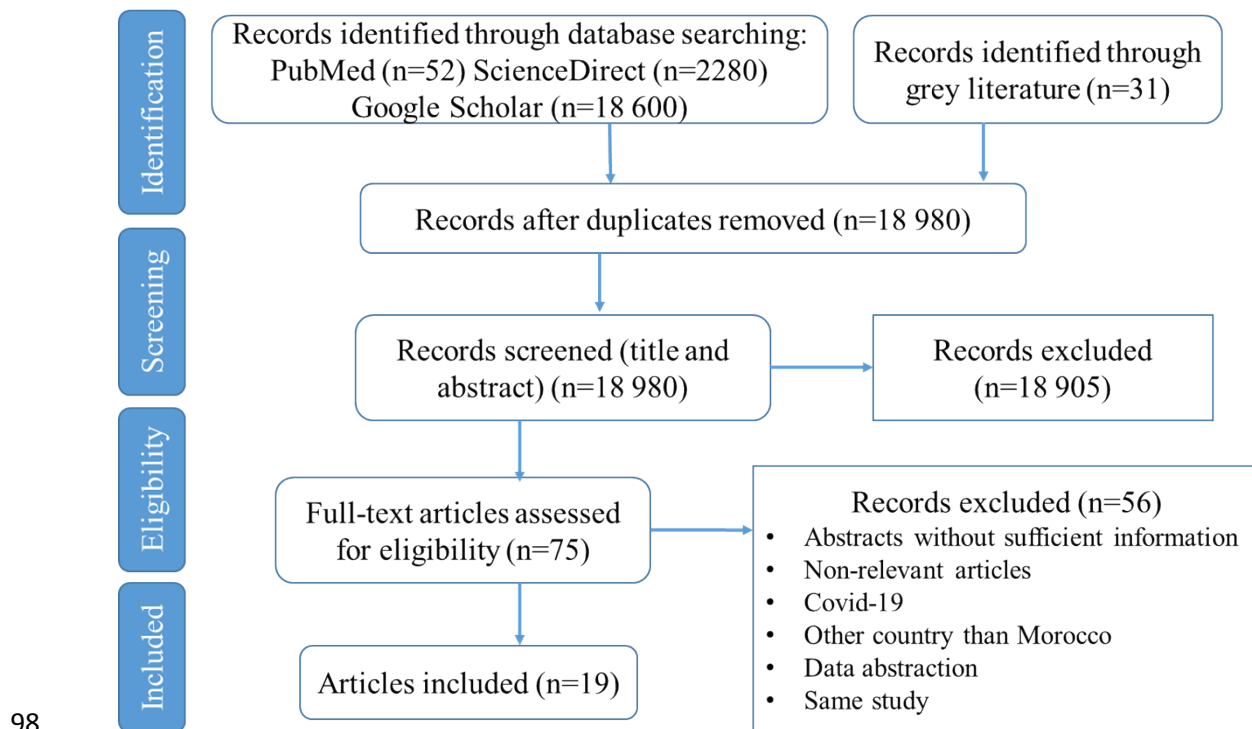 Identification
Records identified through database searching:
PubMed (n=52) ScienceDirect (n=2280)
Google Scholar (n=18 600)
Records identified through
grey literature (n=31)
Records after duplicates removed (n=18 980)
Screening
Records screened (title and
abstract) (n=18 980)
Records excluded
(n=18 905)
Eligibility
Full-text articles assessed
for eligibility (n=75)
Records excluded (n=56)
• Abstracts without sufficient information
• Non-relevant articles
• Covid-19
• Other country than Morocco
• Data abstraction
• Same study
Included
Articles included (n=19)
98